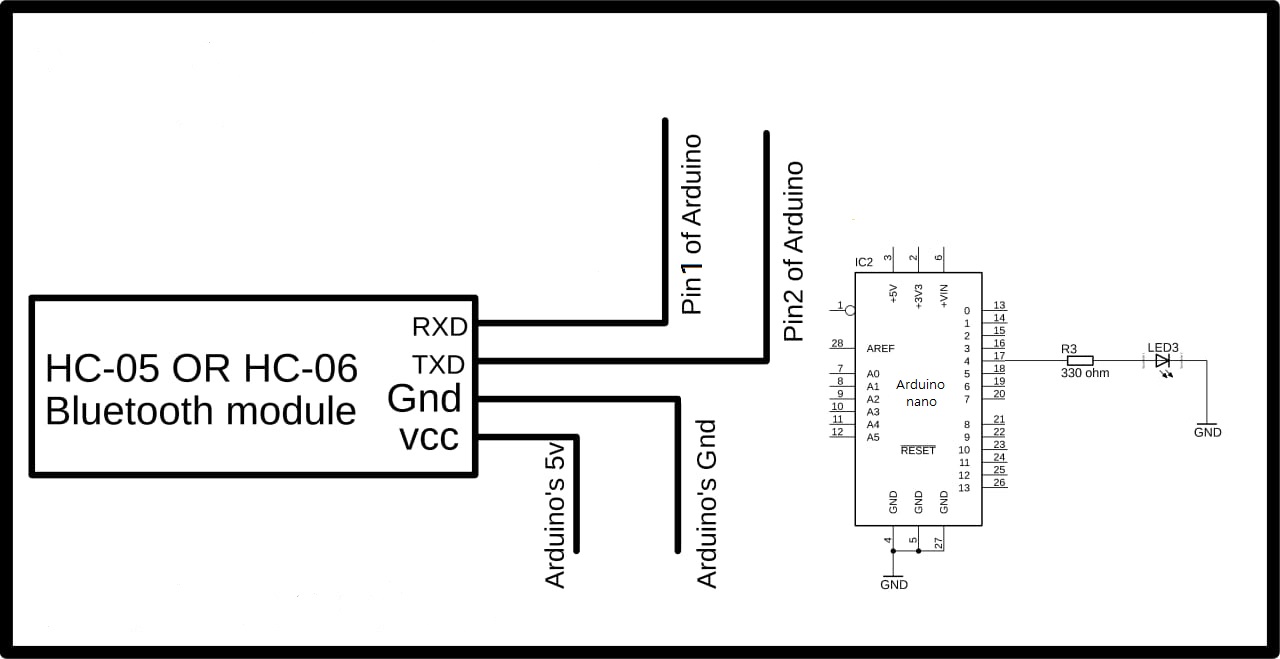 HC-05 OR HC-06
Bluetooth module
RXD
TXD
Gnd
vcc
Pin1 of Arduino
Pin2 of Arduino
Arduino's 5v
Arduino's Gnd
IC2
3
2
6
+5V
+3V3
+VIN
1
28
AREF
7
A0
8
A1
9
A2
10
A3
11
A4
12
A5
Arduino
nano
RESET
0
13
1
14
2
15
3
16
4
17
5
18
6
19
7
20
8
21
9
22
10
23
11
24
12
25
13
26
GND
GND
GND
4
5
27
GND
R3
330 ohm
LED3
GND